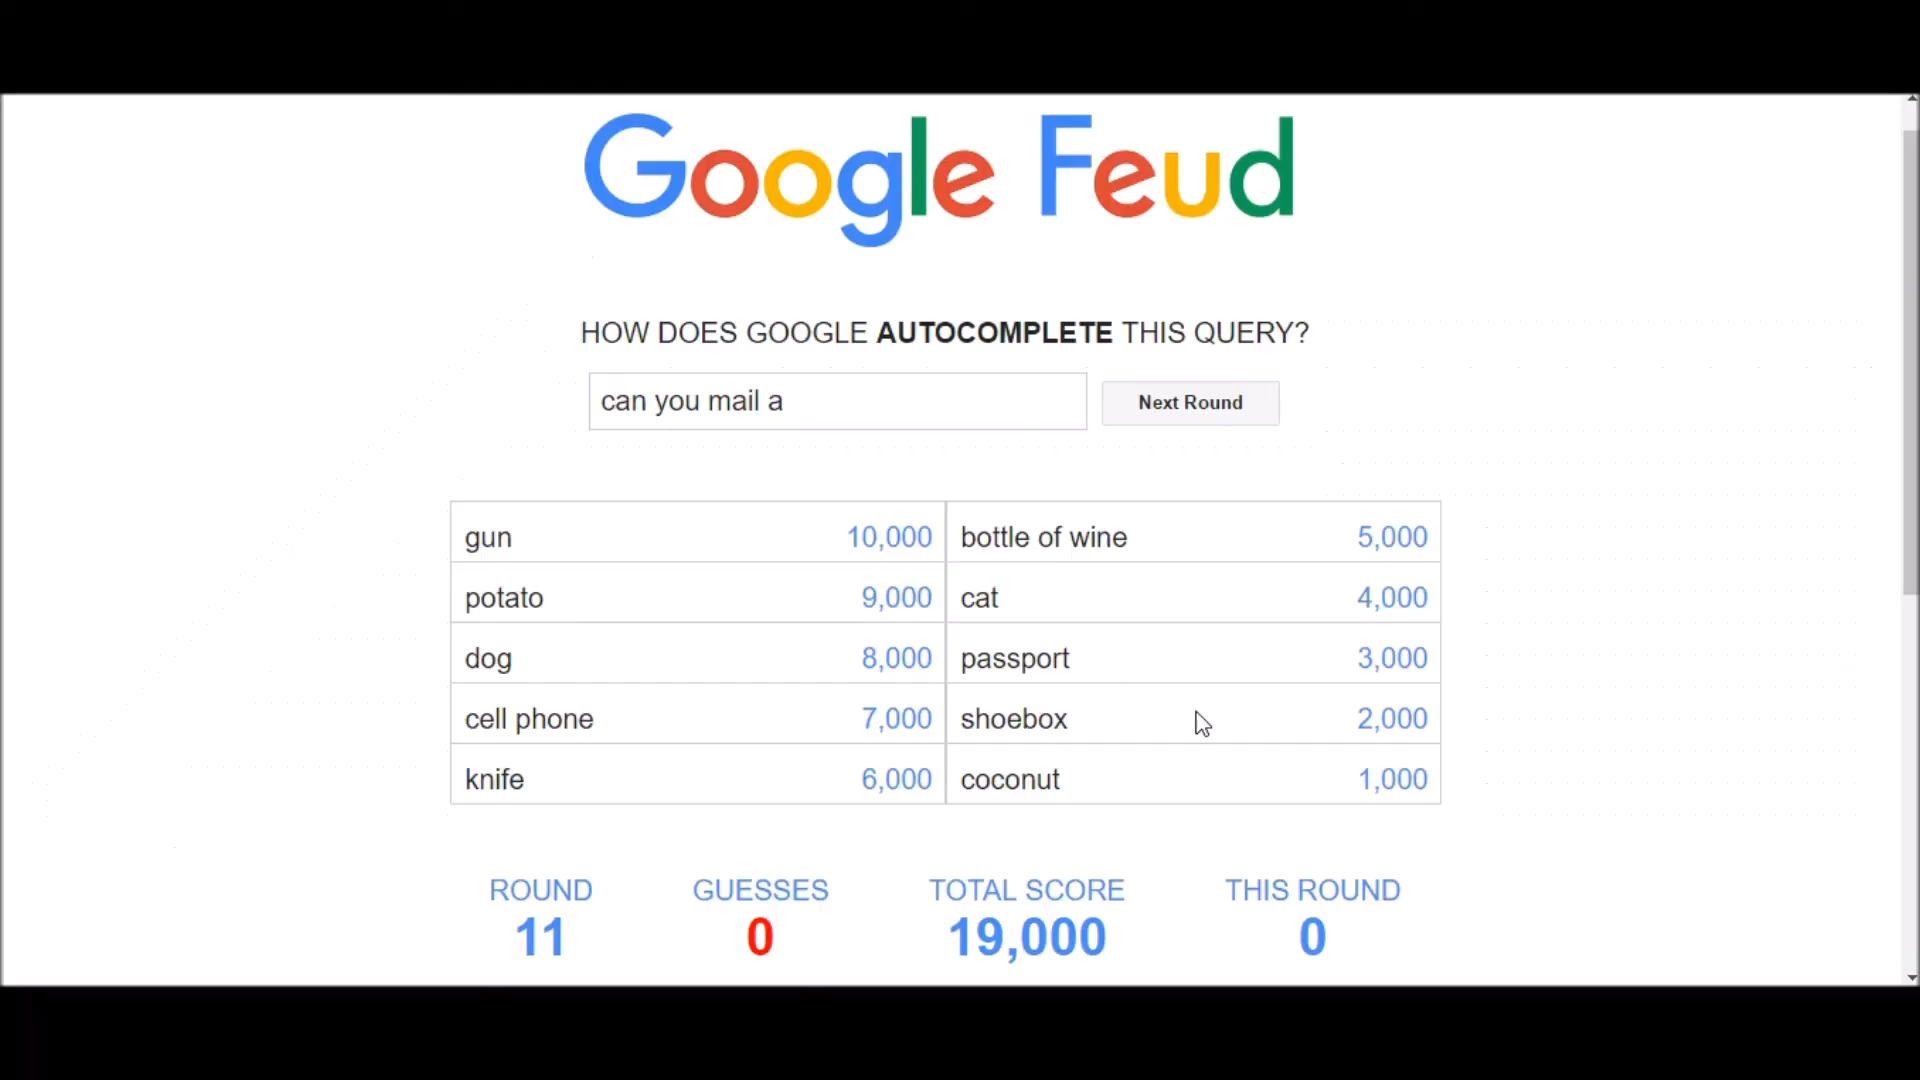 Google Feud
HOW DOES GOOGLE AUTOCOMPLETE THIS QUERY?
can you mail a
Next Round
gun 10,000 bottle of wine 5,000
potato 9,000 cat 4,000
dog 8,000 passport 3,000
cell phone 7,000 shoebox 2,000
knife 6,000 coconut 1,000
ROUND GUESSES TOTAL SCORE THIS ROUND
11 0 19,000 0